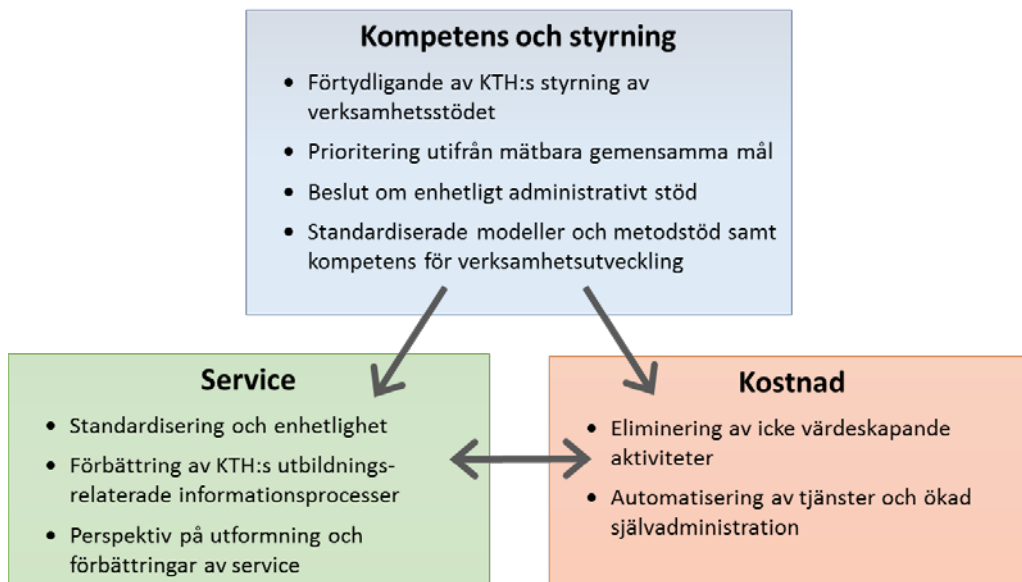 Kompetens och styrning
• Förtydligande av KTH:s styrning av
verksamhetsstödet
• Prioritering utifrån mätbara gemensamma mål
• Beslut om enhetligt administrativt stöd
• Standardiserade modeller och metodstöd samt
kompetens för verksamhetsutveckling
Service
• Standardisering och enhetlighet
• Förbättring av KTH:s utbildnings-
relaterade informationsprocesser
• Perspektiv på utformning och
förbättringar av service
Kostnad
• Eliminering av icke värdeskapande
aktiviteter
• Automatisering av tjänster och ökad
självadministration